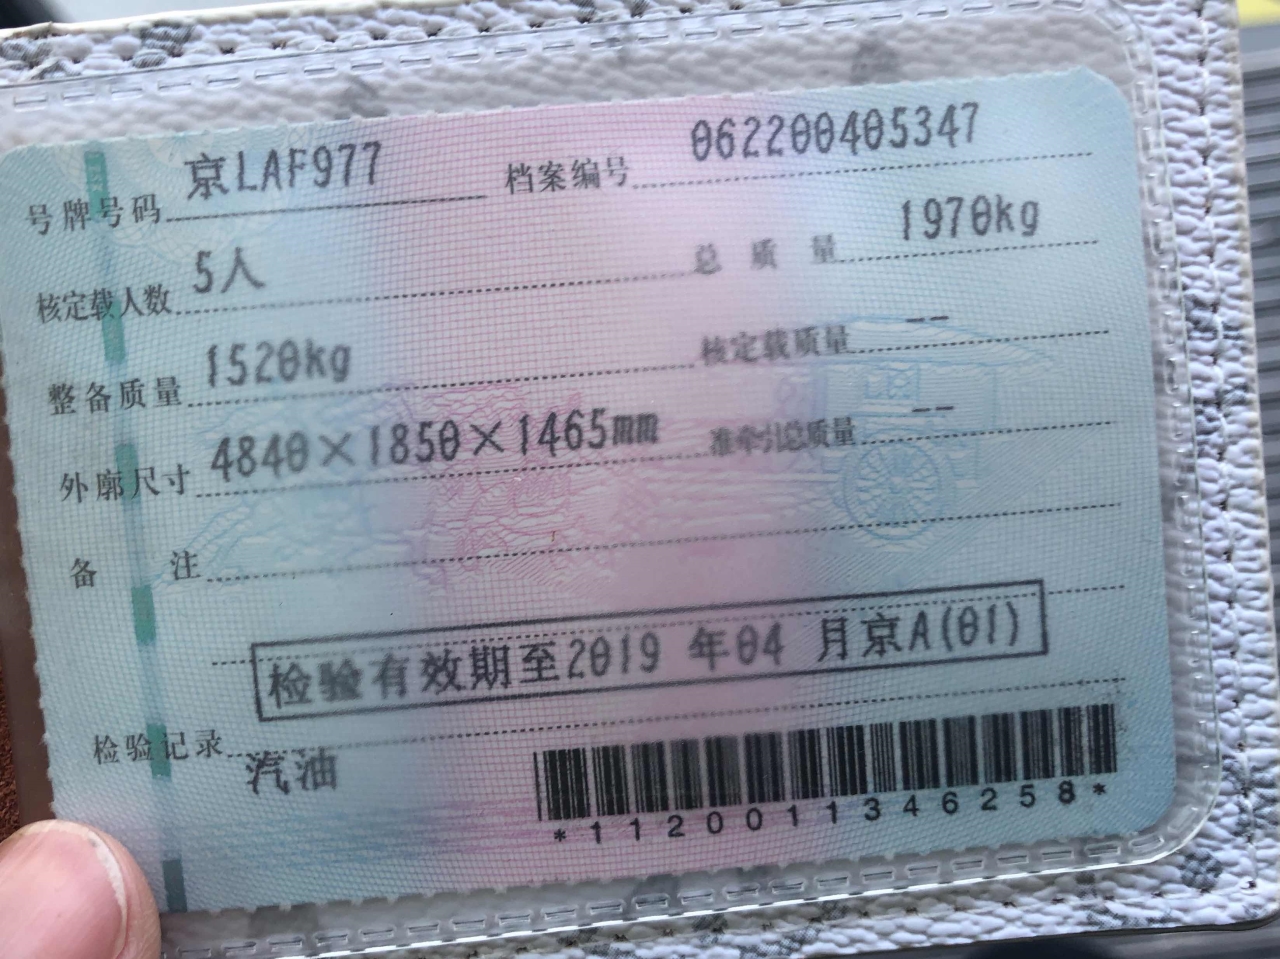 号牌号码 京LAF977 档案编号 062200405347
核定载人数 5人 总质量 1970kg
整备质量 1520kg 核定载质量 --
外廓尺寸 4840×1850×1465mm 准牵引总质量 --
备注
检验有效期至2019 年04 月京A(01)
检验记录
汽油
*1120011346258*